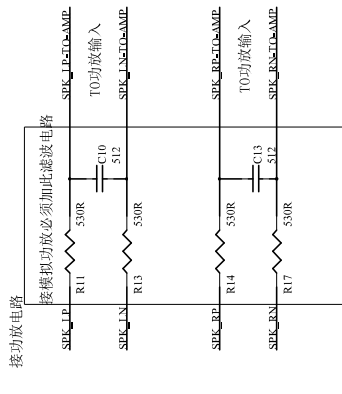 接功放电路
接模拟功放必须加此滤波电路
SPK_LP
R11
530R
SPK_LP-TO-AMP
C10
512
TO功放输入
SPK_LN
R13
530R
SPK_LN-TO-AMP
SPK_RP
R14
530R
SPK_RP-TO-AMP
C13
512
TO功放输入
SPK_RN
R17
530R
SPK_RN-TO-AMP